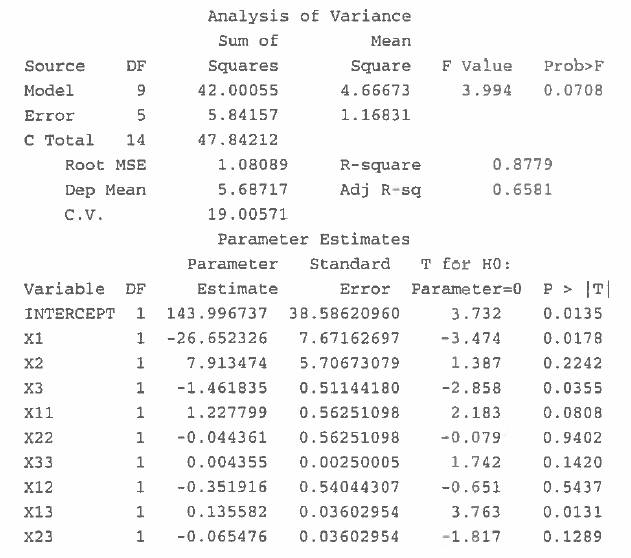 Analysis of Variance
Sum of Mean
Source DF Squares Square F Value Prob>F
Model 9 42.00055 4.66673 3.994 0.0708
Error 5 5.84157 1.16831
C Total 14 47.84212
Root MSE 1.08089 R-square 0.8779
Dep Mean 5.68717 Adj R-sq 0.6581
C.V. 19.00571
Parameter Estimates
Parameter Standard T for H0:
Variable DF Estimate Error Parameter=0 P > |T|
INTERCEPT 1 143.996737 38.58620960 3.732 0.0135
X1 1 -26.652326 7.67162697 -3.474 0.0178
X2 1 7.913474 5.70673079 1.387 0.2242
X3 1 -1.461835 0.51144180 -2.858 0.0355
X11 1 1.227799 0.56251098 2.183 0.0808
X22 1 -0.044361 0.56251098 -0.079 0.9402
X33 1 0.004355 0.00250005 1.742 0.1420
X12 1 -0.351916 0.54044307 -0.651 0.5437
X13 1 0.135582 0.03602954 3.763 0.0131
X23 1 -0.065476 0.03602954 -1.817 0.1289